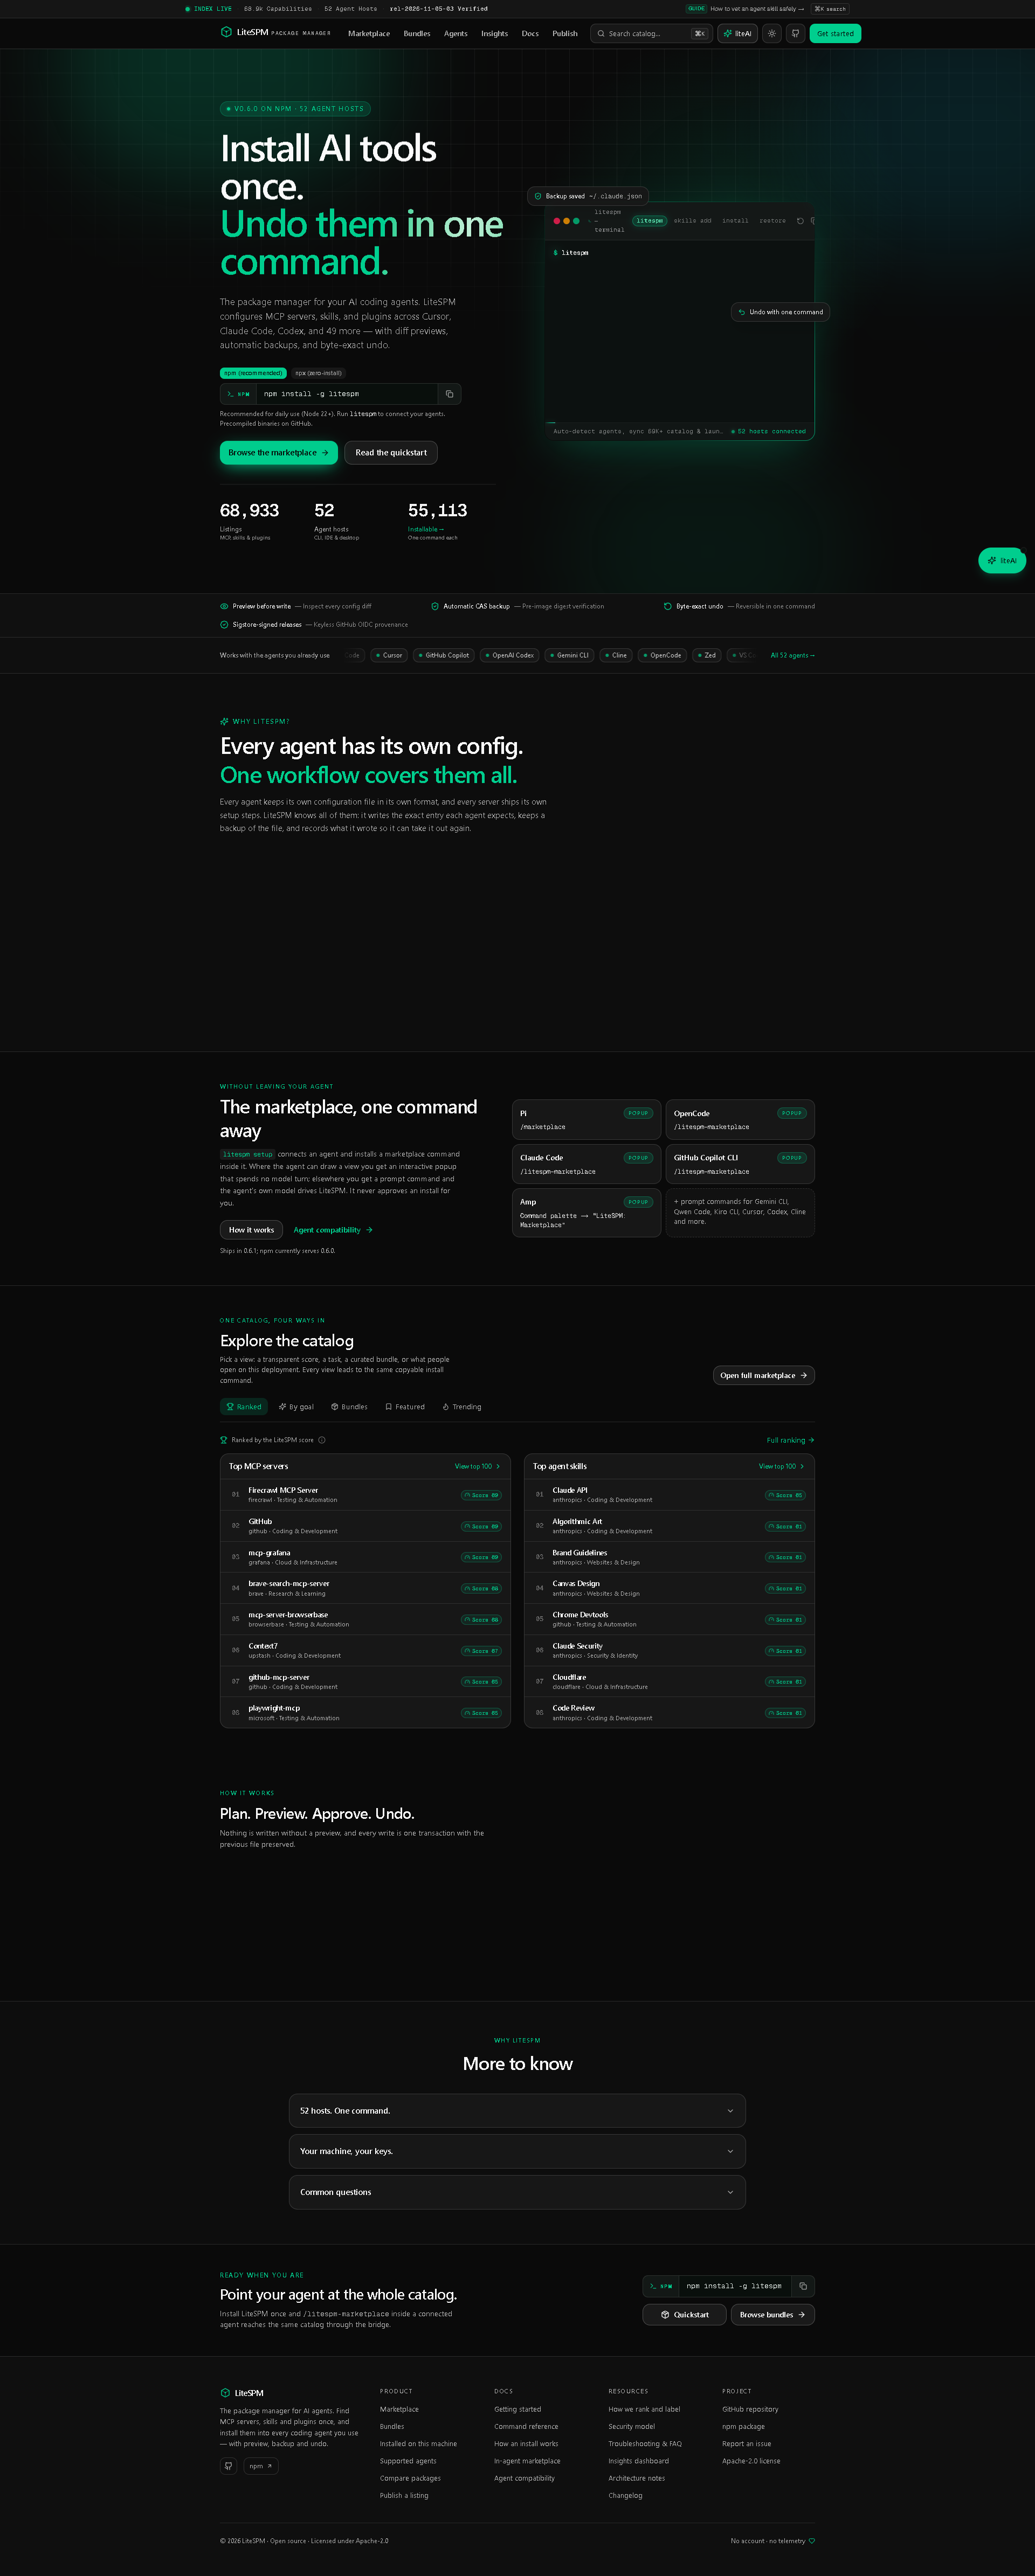 INDEX LIVE 68.9k Capabilities 52 Agent Hosts rel-2026-11-05-03 Verified GUIDE How to vet an agent skill safely → ⌘K search
LiteSPM PACKAGE MANAGER Marketplace Bundles Agents Insights Docs Publish Search catalog... ⌘K liteAI Get started
V0.6.0 ON NPM · 52 AGENT HOSTS
Install AI tools
once.
Undo them in one
command.
The package manager for your AI coding agents. LiteSPM
configures MCP servers, skills, and plugins across Cursor,
Claude Code, Codex, and 49 more — with diff previews,
automatic backups, and byte-exact undo.
npm (recommended) npx (zero-install)
NPM npm install -g litespm
Recommended for daily use (Node 22+). Run litespm to connect your agents.
Precompiled binaries on GitHub.
Browse the marketplace → Read the quickstart
68,933 52 55,113
Listings Agent hosts Installable →
MCP, skills & plugins CLI, IDE & desktop One command each
Backup saved ~/.claude.json
litespm
—
terminal
litespm skills add install restore
$ litespm
Undo with one command
Auto-detect agents, sync 68K+ catalog & laun… 52 hosts connected
liteAI
Preview before write — Inspect every config diff Automatic CAS backup — Pre-image digest verification Byte-exact undo — Reversible in one command
Sigstore-signed releases — Keyless GitHub OIDC provenance
Works with the agents you already use Cursor GitHub Copilot OpenAI Codex Gemini CLI Cline OpenCode Zed All 52 agents →
WHY LITESPM?
Every agent has its own config.
One workflow covers them all.
Every agent keeps its own configuration file in its own format, and every server ships its own
setup steps. LiteSPM knows all of them: it writes the exact entry each agent expects, keeps a
backup of the file, and records what it wrote so it can take it out again.
WITHOUT LEAVING YOUR AGENT
The marketplace, one command
away
litespm setup connects an agent and installs a marketplace command
inside it. Where the agent can draw a view you get an interactive popup
that spends no model turn; elsewhere you get a prompt command and
the agent's own model drives LiteSPM. It never approves an install for
you.
How it works Agent compatibility →
Ships in 0.6.1; npm currently serves 0.6.0.
Pi POPUP
/marketplace
OpenCode POPUP
/litespm-marketplace
Claude Code POPUP
/litespm-marketplace
GitHub Copilot CLI POPUP
/litespm-marketplace
Amp POPUP
Command palette → "LiteSPM:
Marketplace"
+ prompt commands for Gemini CLI,
Qwen Code, Kiro CLI, Cursor, Codex, Cline
and more.
ONE CATALOG, FOUR WAYS IN
Explore the catalog
Pick a view: a transparent score, a task, a curated bundle, or what people
open on this deployment. Every view leads to the same copyable install
command.
Open full marketplace →
Ranked By goal Bundles Featured Trending
Ranked by the LiteSPM score Full ranking →
Top MCP servers View top 100
01 Firecrawl MCP Server Score 89
firecrawl · Testing & Automation
02 GitHub Score 89
github · Coding & Development
03 mcp-grafana Score 89
grafana · Cloud & Infrastructure
04 brave-search-mcp-server Score 88
brave · Research & Learning
05 mcp-server-browserbase Score 88
browserbase · Testing & Automation
06 Context7 Score 87
upstash · Coding & Development
07 github-mcp-server Score 85
github · Coding & Development
08 playwright-mcp Score 85
microsoft · Testing & Automation
Top agent skills View top 100
01 Claude API Score 85
anthropics · Coding & Development
02 Algorithmic Art Score 81
anthropics · Coding & Development
03 Brand Guidelines Score 81
anthropics · Websites & Design
04 Canvas Design Score 81
anthropics · Websites & Design
05 Chrome Devtools Score 81
github · Testing & Automation
06 Claude Security Score 81
anthropics · Security & Identity
07 Cloudflare Score 81
cloudflare · Cloud & Infrastructure
08 Code Review Score 81
anthropics · Coding & Development
HOW IT WORKS
Plan. Preview. Approve. Undo.
Nothing is written without a preview, and every write is one transaction with the
previous file preserved.
WHY LITESPM
More to know
52 hosts. One command.
Your machine, your keys.
Common questions
READY WHEN YOU ARE
Point your agent at the whole catalog.
Install LiteSPM once and /litespm-marketplace inside a connected
agent reaches the same catalog through the bridge.
NPM npm install -g litespm
Quickstart Browse bundles →
LiteSPM
The package manager for AI agents. Find
MCP servers, skills and plugins once, and
install them into every coding agent you use
— with preview, backup and undo.
npm
PRODUCT
Marketplace
Bundles
Installed on this machine
Supported agents
Compare packages
Publish a listing
DOCS
Getting started
Command reference
How an install works
In-agent marketplace
Agent compatibility
RESOURCES
How we rank and label
Security model
Troubleshooting & FAQ
Insights dashboard
Architecture notes
Changelog
PROJECT
GitHub repository
npm package
Report an issue
Apache-2.0 license
© 2026 LiteSPM · Open source · Licensed under Apache-2.0 No account · no telemetry